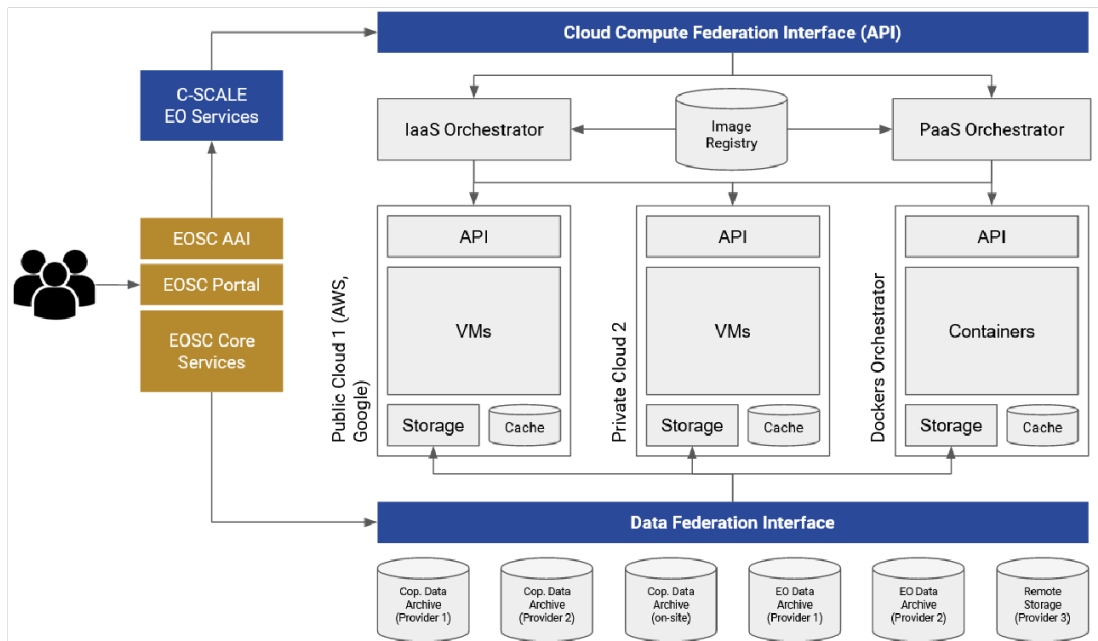 Cloud Compute Federation Interface (API)
C-SCALE
EO Services
IaaS Orchestrator
Image
Registry
PaaS Orchestrator
EOSC AAI
EOSC Portal
EOSC Core
Services
Public Cloud 1 (AWS,
Google)
API
VMs
Storage
Cache
Private Cloud 2
API
VMs
Storage
Cache
Dockers Orchestrator
API
Containers
Storage
Cache
Data Federation Interface
Cop. Data
Archive
(Provider 1)
Cop. Data
Archive
(Provider 2)
Cop. Data
Archive
(on-site)
EO Data
Archive
(Provider 1)
EO Data
Archive
(Provider 2)
Remote
Storage
(Provider 3)